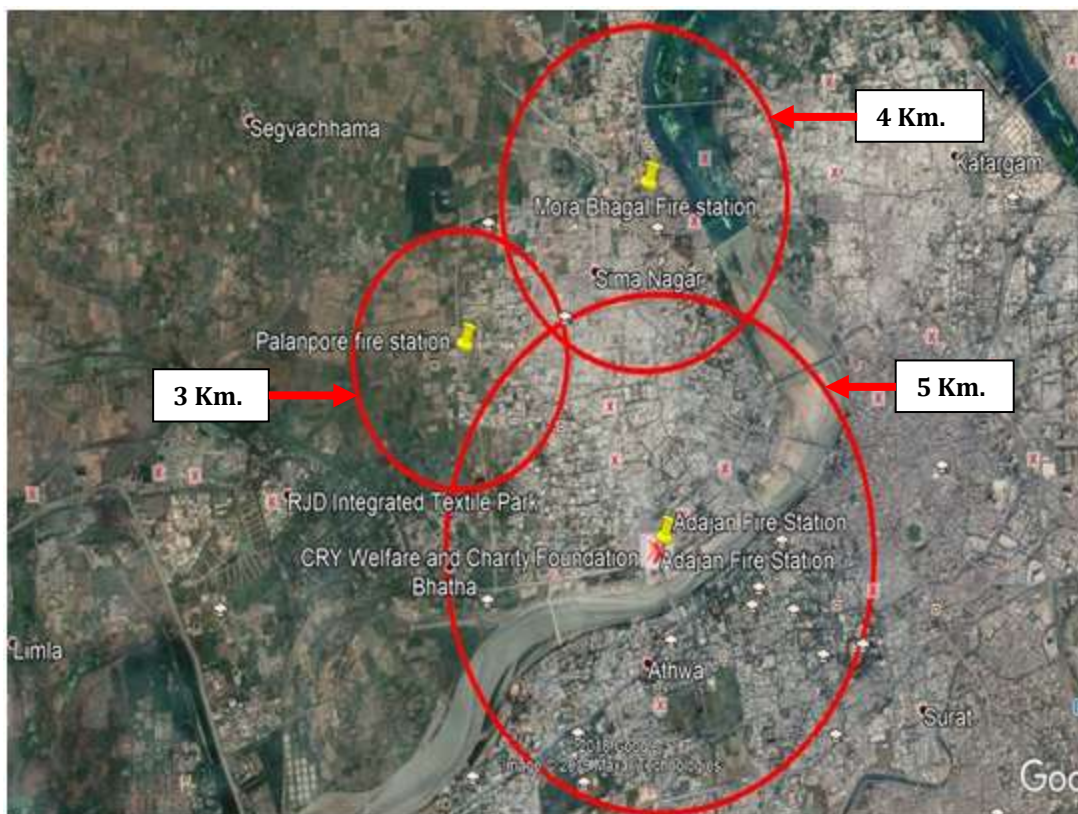 4 Km.
Segvachhama
Katargam
Mora Bhagal Fire station
Sima Nagar
Palanpore fire station
3 Km.
5 Km.
RJD Integrated Textile Park
Adajan Fire Station
CRY Welfare and Charity Foundation
Adajan Fire Station
Bhatha
Limla
Athwa
Surat
Goo